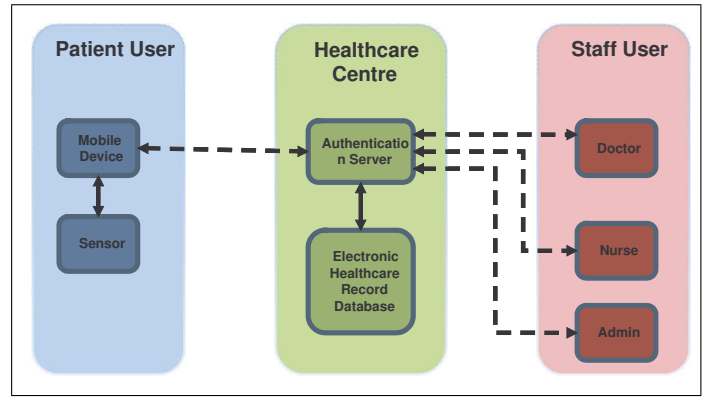 Patient User
Healthcare
Centre
Staff User
Mobile
Device
Authenticatio
n Server
Doctor
Sensor
Electronic
Healthcare
Record
Database
Nurse
Admin